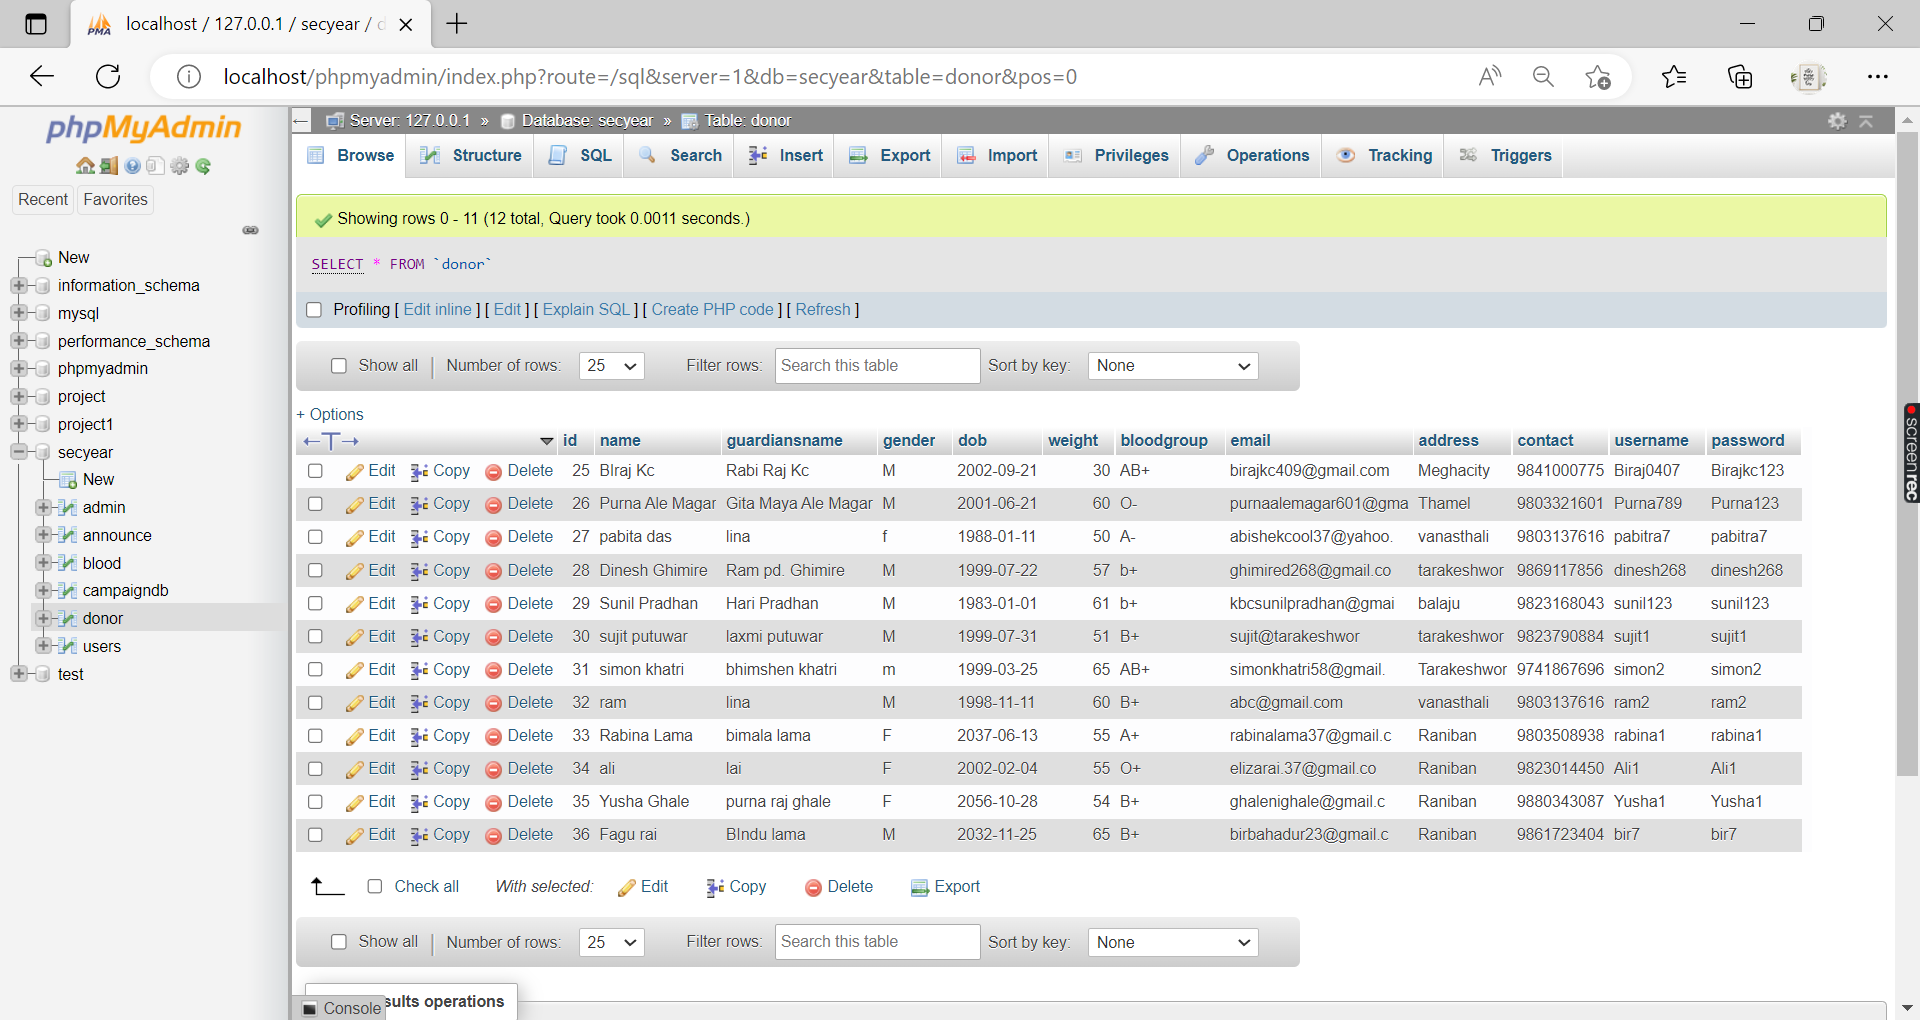 localhost / 127.0.0.1 / secyear / d
localhost/phpmyadmin/index.php?route=/sql&server=1&db=secyear&table=donor&pos=0
phpMyAdmin
Recent Favorites
New
information_schema
mysql
performance_schema
phpmyadmin
project
project1
secyear
New
admin
announce
blood
campaigndb
donor
users
test
Server: 127.0.0.1 » Database: secyear » Table: donor
Browse Structure SQL Search Insert Export Import Privileges Operations Tracking Triggers
Showing rows 0 - 11 (12 total, Query took 0.0011 seconds.)
SELECT * FROM `donor`
Profiling [ Edit inline ] [ Edit ] [ Explain SQL ] [ Create PHP code ] [ Refresh ]
Show all | Number of rows: 25 Filter rows: Search this table Sort by key: None
+ Options
←T→ id name guardiansname gender dob weight bloodgroup email address contact username password
Edit Copy Delete 25 BIraj Kc Rabi Raj Kc M 2002-09-21 30 AB+ birajkc409@gmail.com Meghacity 9841000775 Biraj0407 Birajkc123
Edit Copy Delete 26 Purna Ale Magar Gita Maya Ale Magar M 2001-06-21 60 O- purnaalemagar601@gma Thamel 9803321601 Purna789 Purna123
Edit Copy Delete 27 pabita das lina f 1988-01-11 50 A- abishekcool37@yahoo. vanasthali 9803137616 pabitra7 pabitra7
Edit Copy Delete 28 Dinesh Ghimire Ram pd. Ghimire M 1999-07-22 57 b+ ghimired268@gmail.co tarakeshwor 9869117856 dinesh268 dinesh268
Edit Copy Delete 29 Sunil Pradhan Hari Pradhan M 1983-01-01 61 b+ kbcsunilpradhan@gmai balaju 9823168043 sunil123 sunil123
Edit Copy Delete 30 sujit putuwar laxmi putuwar M 1999-07-31 51 B+ sujit@tarakeshwor tarakeshwor 9823790884 sujit1 sujit1
Edit Copy Delete 31 simon khatri bhimshen khatri m 1999-03-25 65 AB+ simonkhatri58@gmail. Tarakeshwor 9741867696 simon2 simon2
Edit Copy Delete 32 ram lina M 1998-11-11 60 B+ abc@gmail.com vanasthali 9803137616 ram2 ram2
Edit Copy Delete 33 Rabina Lama bimala lama F 2037-06-13 55 A+ rabinalama37@gmail.c Raniban 9803508938 rabina1 rabina1
Edit Copy Delete 34 ali lai F 2002-02-04 55 O+ elizarai.37@gmail.co Raniban 9823014450 Ali1 Ali1
Edit Copy Delete 35 Yusha Ghale purna raj ghale F 2056-10-28 54 B+ ghalenighale@gmail.c Raniban 9880343087 Yusha1 Yusha1
Edit Copy Delete 36 Fagu rai BIndu lama M 2032-11-25 65 B+ birbahadur23@gmail.c Raniban 9861723404 bir7 bir7
Check all With selected: Edit Copy Delete Export
Show all | Number of rows: 25 Filter rows: Search this table Sort by key: None
Console sults operations
screenrec